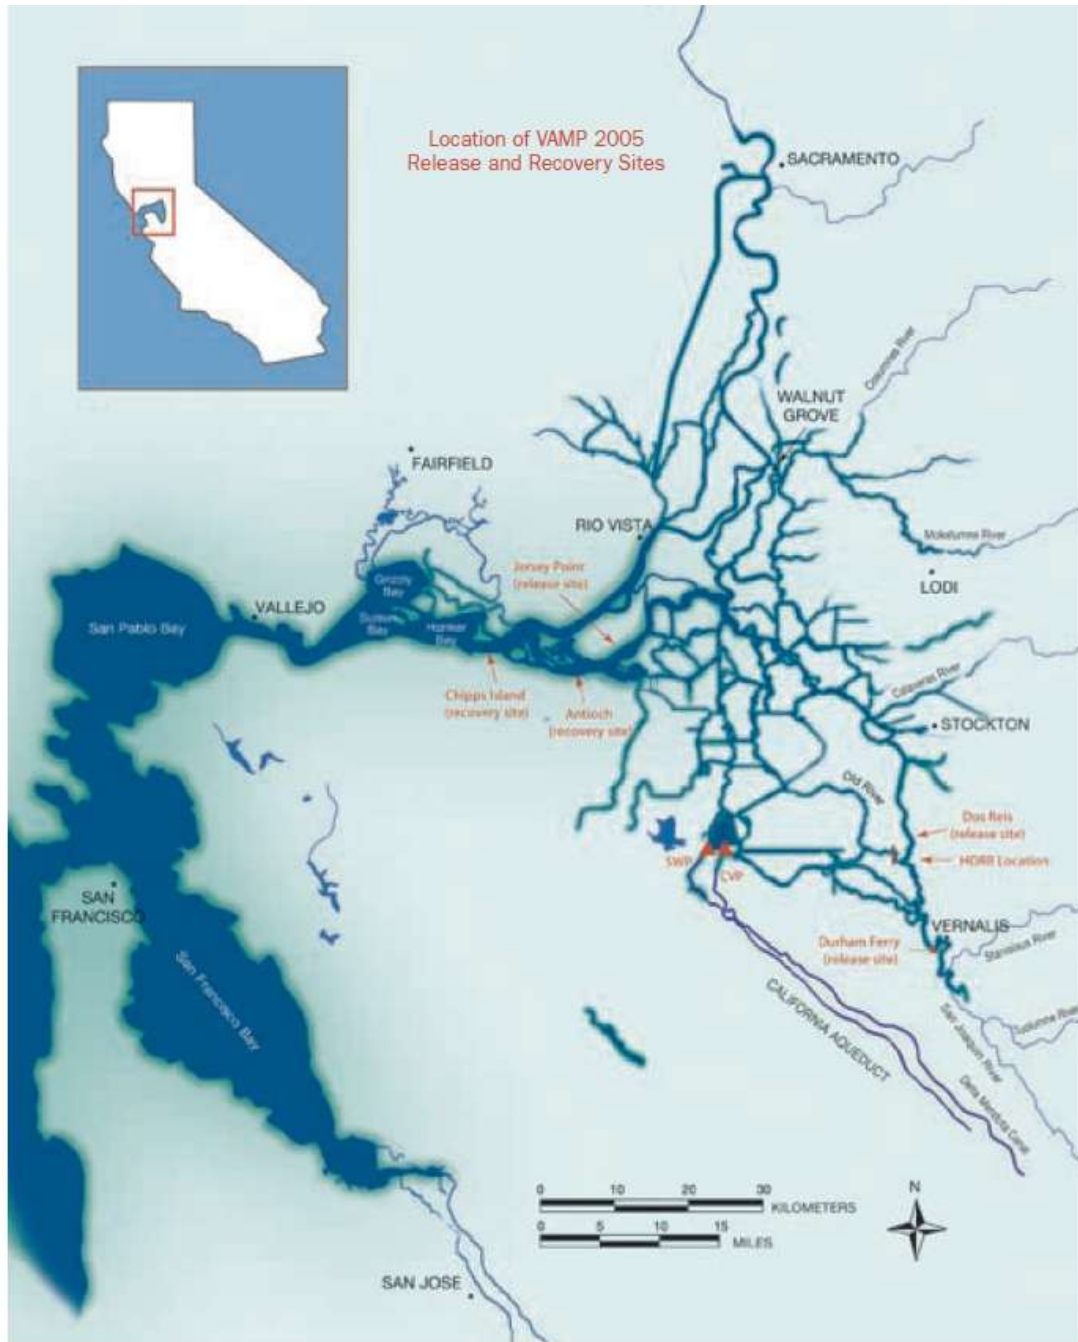 Location of VAMP 2005
Release and Recovery Sites
SACRAMENTO
Cosumnes River
WALNUT
GROVE
FAIRFIELD
RIO VISTA
Mokelumne River
LODI
Jersey Point
(release site)
Grizzly
Bay
VALLEJO
San Pablo Bay
Suisun
Bay
Honker
Bay
Chipps Island
(recovery site)
Antioch
(recovery site)
Calaveras River
STOCKTON
Old River
Dos Reis
(release site)
HORB Location
SWP
CVP
SAN
FRANCISCO
VERNALIS
Durham Ferry
(release site)
Stanislaus River
San Francisco Bay
CALIFORNIA AQUEDUCT
San Joaquin River
Tuolumne River
Delta Mendota Canal
0 10 20 30
KILOMETERS
0 5 10 15
MILES
N
SAN JOSE